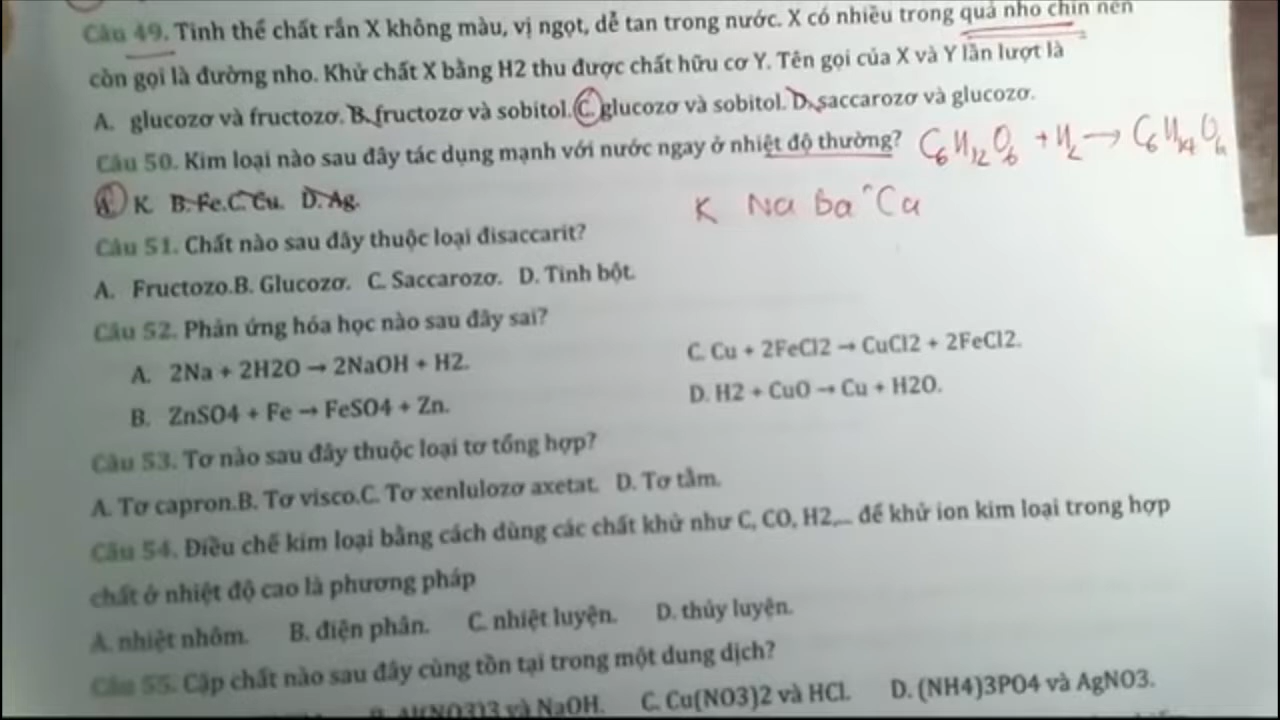 Câu 49. Tinh thể chất rắn X không màu, vị ngọt, dễ tan trong nước. X có nhiều trong quả nho chín nên
còn gọi là đường nho. Khử chất X bằng H2 thu được chất hữu cơ Y. Tên gọi của X và Y lần lượt là
A. glucozơ và fructozơ. B. fructozơ và sobitol. C. glucozơ và sobitol. D. saccarozơ và glucozơ.
Câu 50. Kim loại nào sau đây tác dụng mạnh với nước ngay ở nhiệt độ thường? C6H12O6 + H2 → C6H14O6
A. K. B. Fe.C. Cu. D. Ag.
K Na Ba Ca
Câu 51. Chất nào sau đây thuộc loại đisaccarit?
A. Fructozo.B. Glucozơ. C. Saccarozơ. D. Tinh bột.
Câu 52. Phản ứng hóa học nào sau đây sai?
A. 2Na + 2H2O → 2NaOH + H2.
C. Cu + 2FeCl2 → CuCl2 + 2FeCl2.
B. ZnSO4 + Fe → FeSO4 + Zn.
D. H2 + CuO → Cu + H2O.
Câu 53. Tơ nào sau đây thuộc loại tơ tổng hợp?
A. Tơ capron.B. Tơ visco.C. Tơ xenlulozơ axetat. D. Tơ tằm.
Câu 54. Điều chế kim loại bằng cách dùng các chất khử như C, CO, H2,... để khử ion kim loại trong hợp
chất ở nhiệt độ cao là phương pháp
A. nhiệt nhôm. B. điện phân. C. nhiệt luyện. D. thủy luyện.
Câu 55. Cặp chất nào sau đây cùng tồn tại trong một dung dịch?
B. Al(NO3)3 và NaOH. C. Cu(NO3)2 và HCl. D. (NH4)3PO4 và AgNO3.